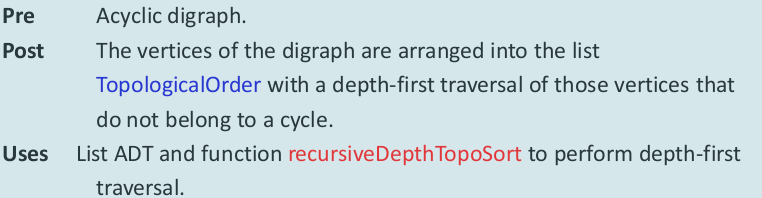 Pre Acyclic digraph.
Post The vertices of the digraph are arranged into the list
TopologicalOrder with a depth-first traversal of those vertices that
do not belong to a cycle.
Uses List ADT and function recursiveDepthTopoSort to perform depth-first
traversal.